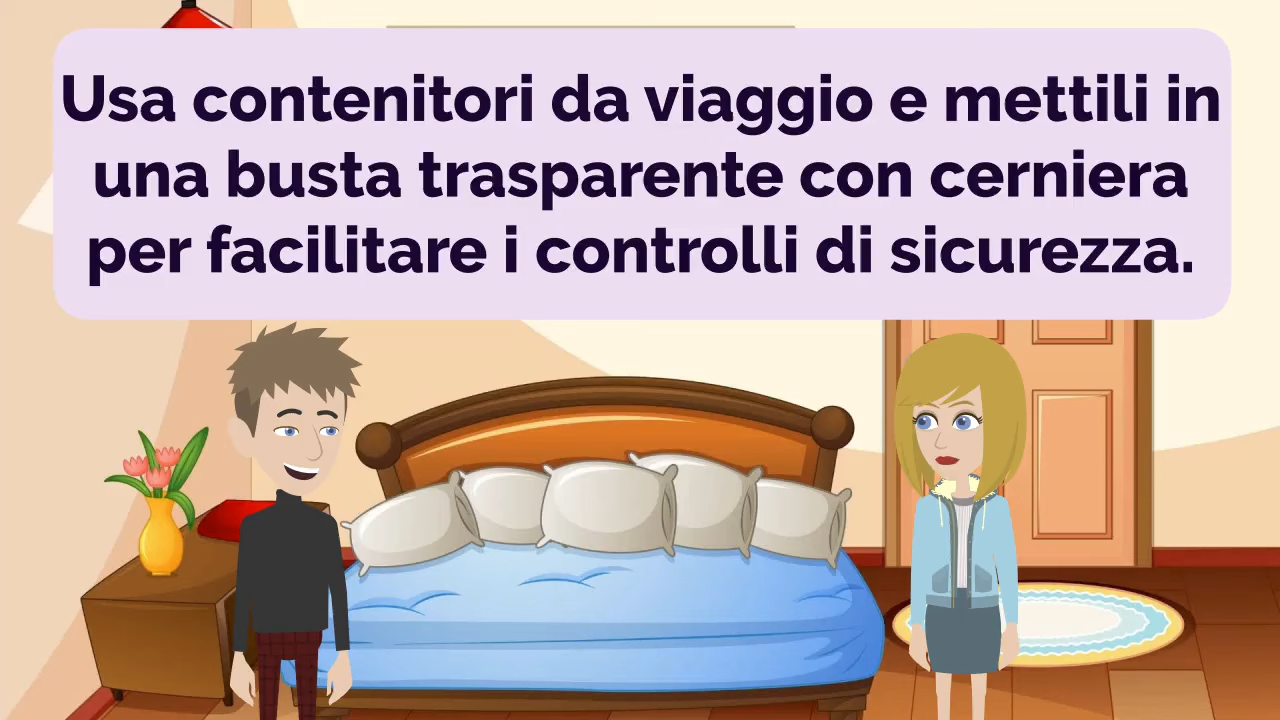 Usa contenitori da viaggio e mettili in
una busta trasparente con cerniera
per facilitare i controlli di sicurezza.